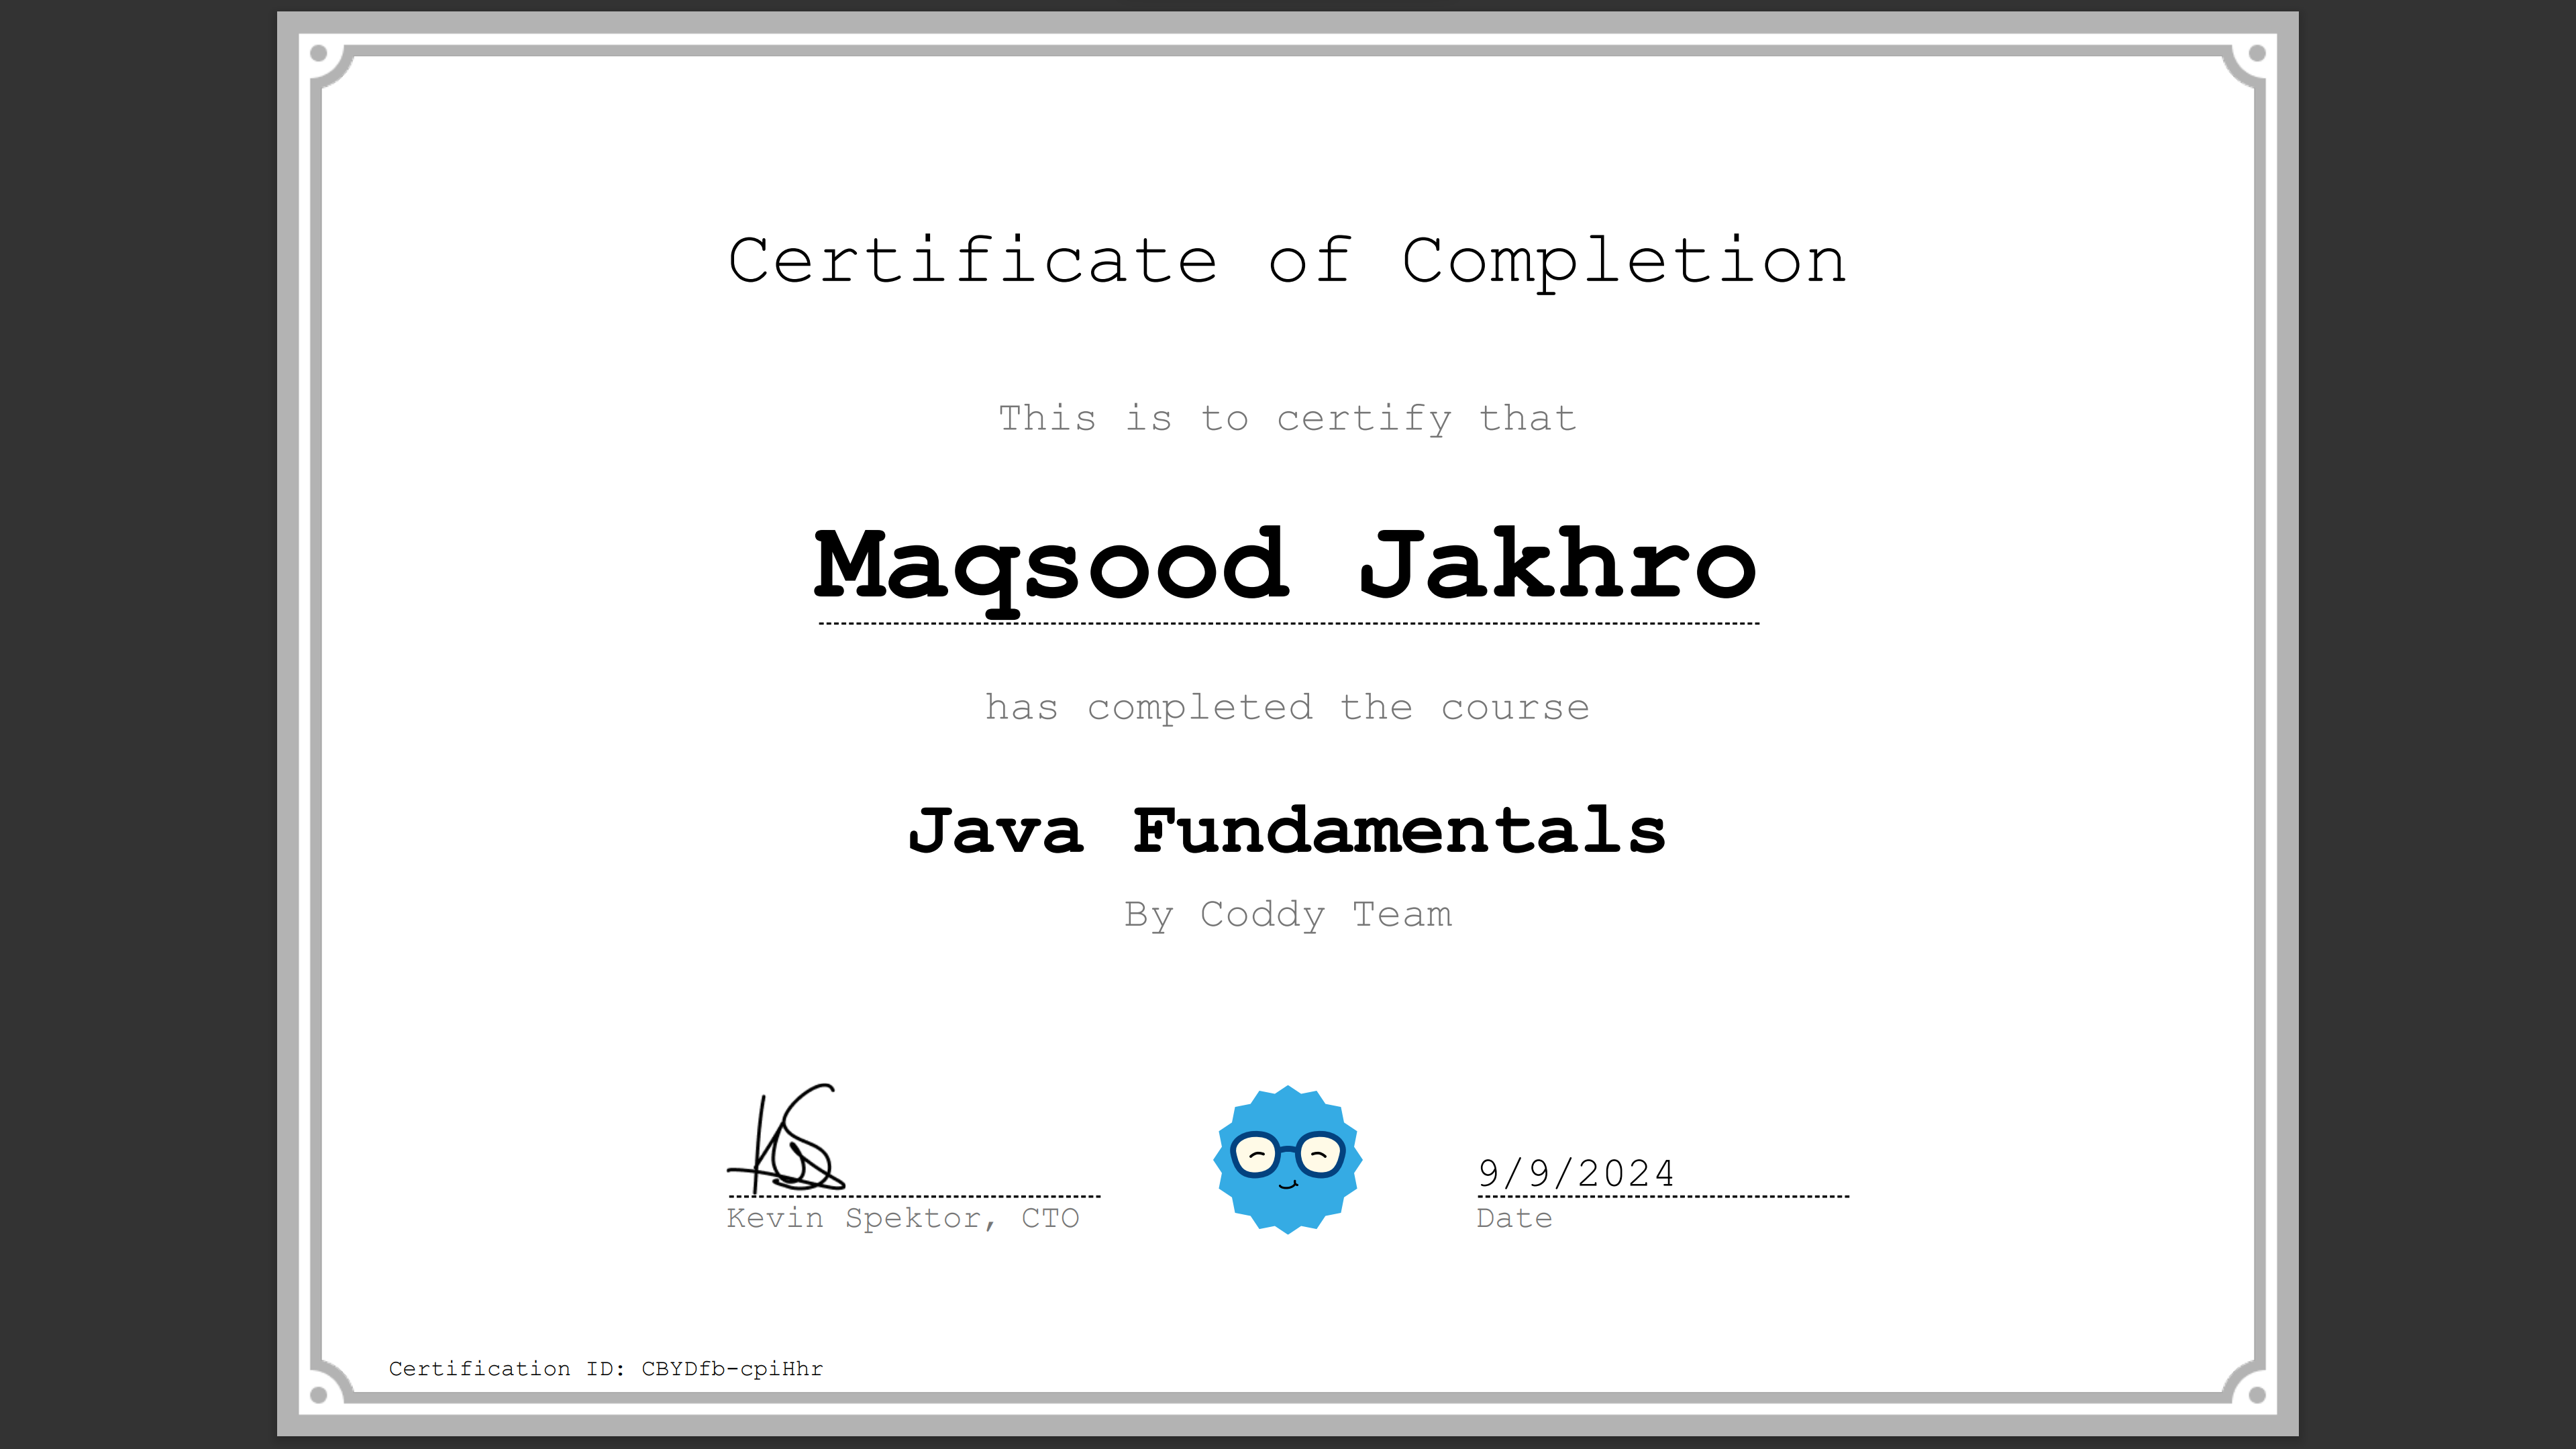 Certificate of Completion
This is to certify that
Maqsood Jakhro
has completed the course
Java Fundamentals
By Coddy Team
9/9/2024
Kevin Spektor, CTO
Date
Certification ID: CBYDfb-cpiHhr